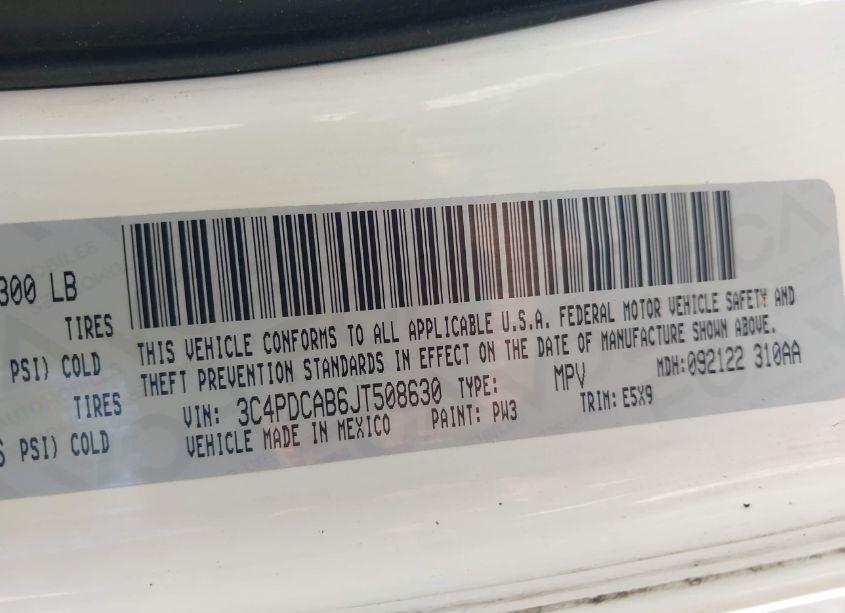 300 LB
TIRES
PSI) COLD
TIRES
PSI) COLD
THIS VEHICLE CONFORMS TO ALL APPLICABLE U.S.A. FEDERAL MOTOR VEHICLE SAFETY AND
THEFT PREVENTION STANDARDS IN EFFECT ON THE DATE OF MANUFACTURE SHOWN ABOVE.
VIN: 3C4PDCAB6JT508630 TYPE: MPV MDH:092122 310AA
VEHICLE MADE IN MEXICO PAINT: PW3 TRIM: E5X9